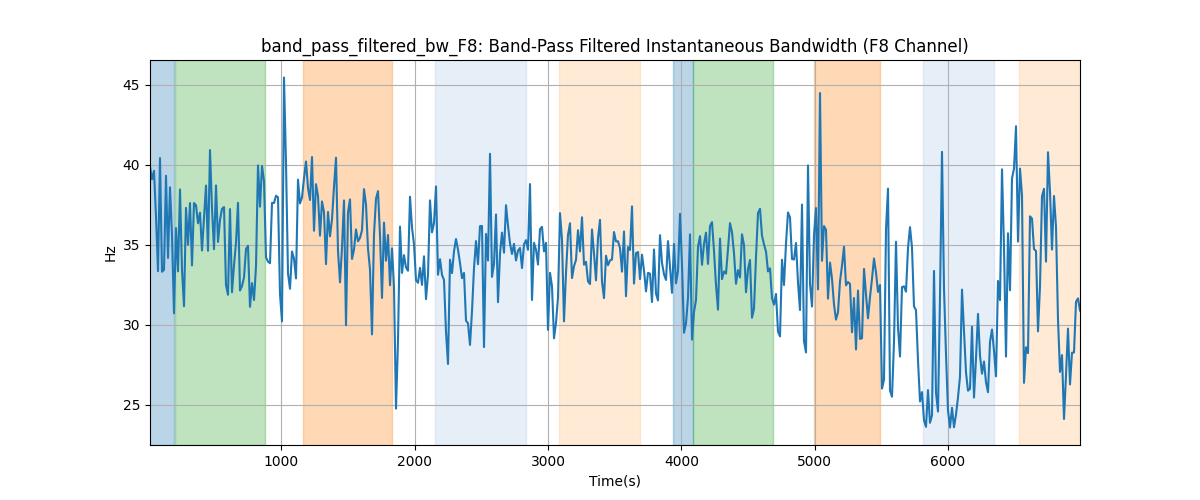 band_pass_filtered_bw_F8: Band-Pass Filtered Instantaneous Bandwidth (F8 Channel)
45
40
35
30
25
Hz
1000 2000 3000 4000 5000 6000
Time(s)